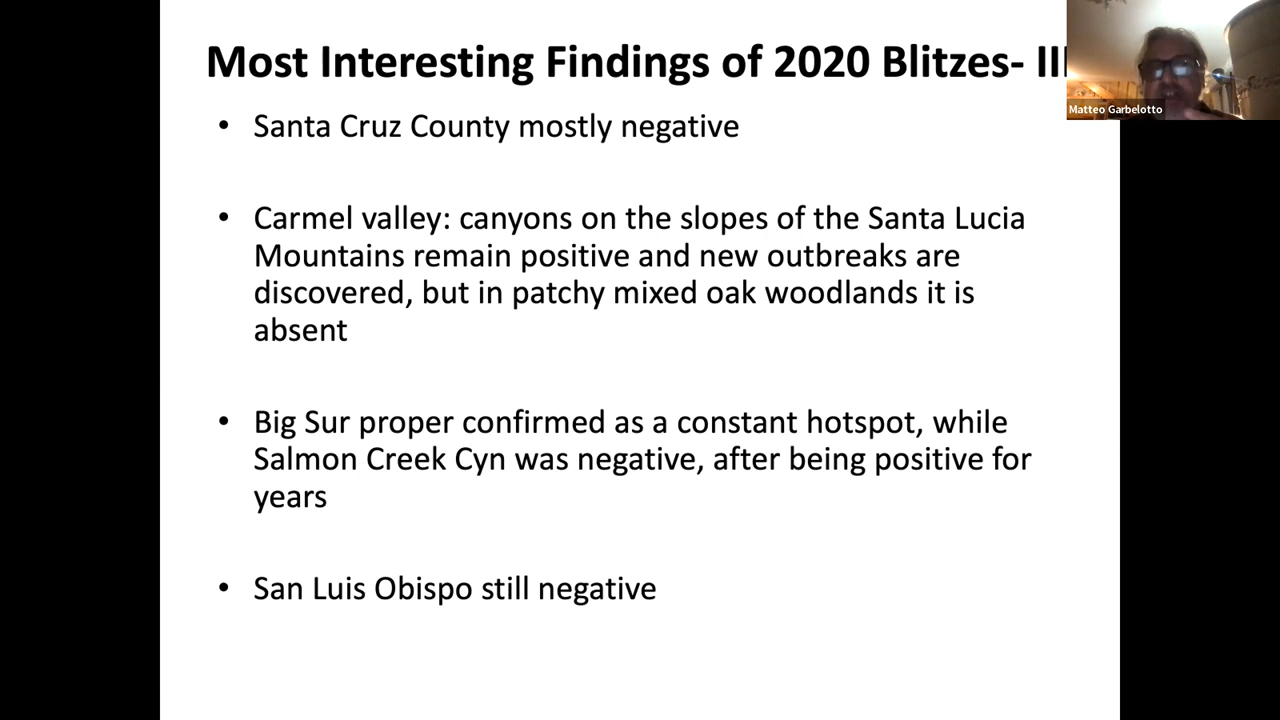 Most Interesting Findings of 2020 Blitzes- III
Matteo Garbelotto
• Santa Cruz County mostly negative
• Carmel valley: canyons on the slopes of the Santa Lucia
Mountains remain positive and new outbreaks are
discovered, but in patchy mixed oak woodlands it is
absent
• Big Sur proper confirmed as a constant hotspot, while
Salmon Creek Cyn was negative, after being positive for
years
• San Luis Obispo still negative